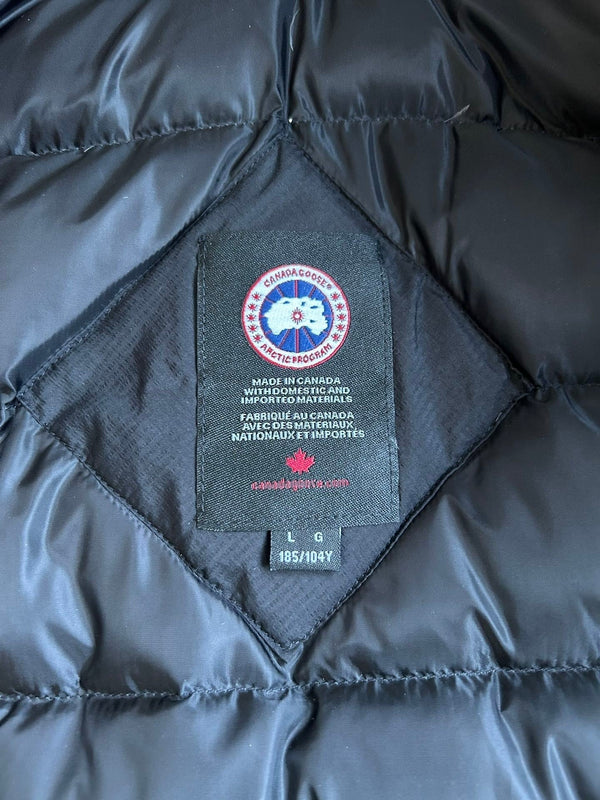 CANADA GOOSE®
ARCTIC PROGRAM
MADE IN CANADA
WITH DOMESTIC AND
IMPORTED MATERIALS
FABRIQUÉ AU CANADA
AVEC DES MATERIAUX
NATIONAUX ET IMPORTÉS
canadagoose.com
L G
185/104Y